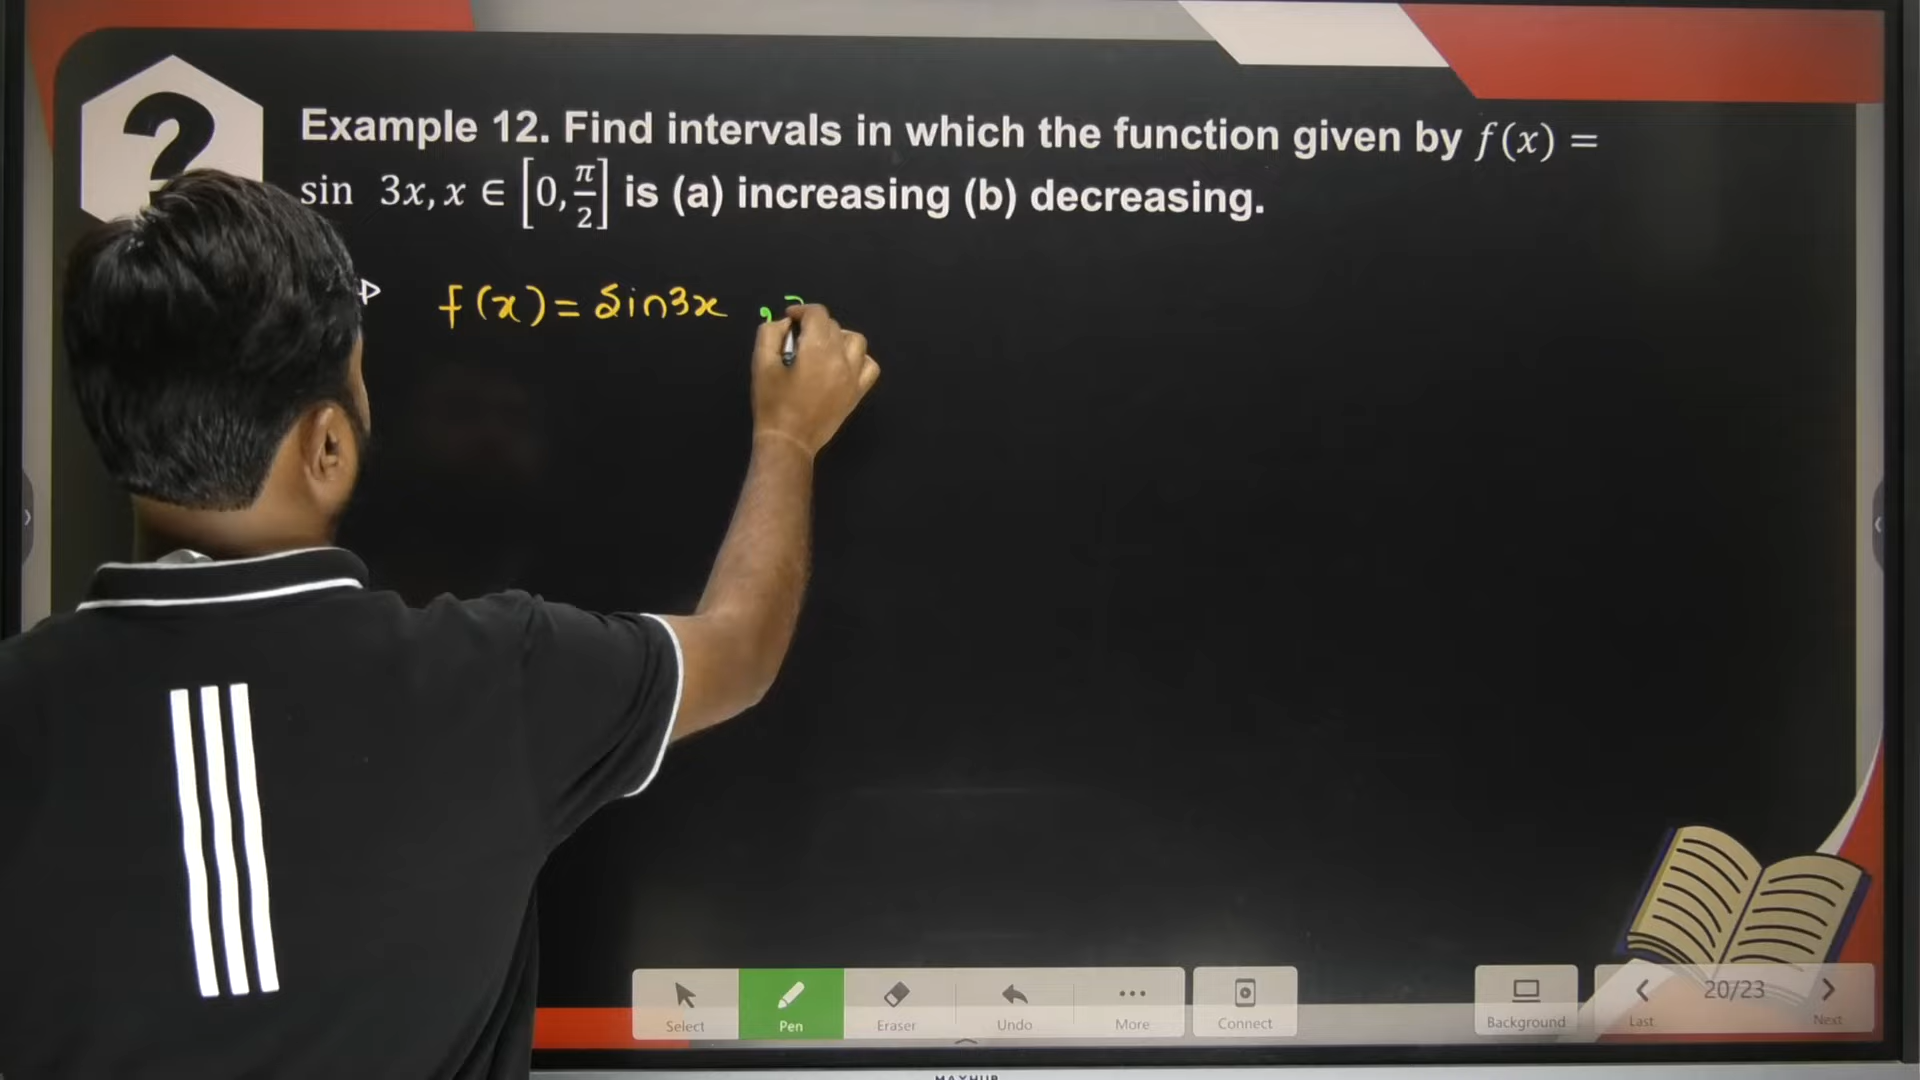 ?
Example 12. Find intervals in which the function given by f(x) =
sin 3x, x ∈ [0, π/2] is (a) increasing (b) decreasing.
f(x) = Sin3x ,
Select
Pen
Eraser
Undo
More
Connect
Background
Last
20/23
Next
MAXHUB